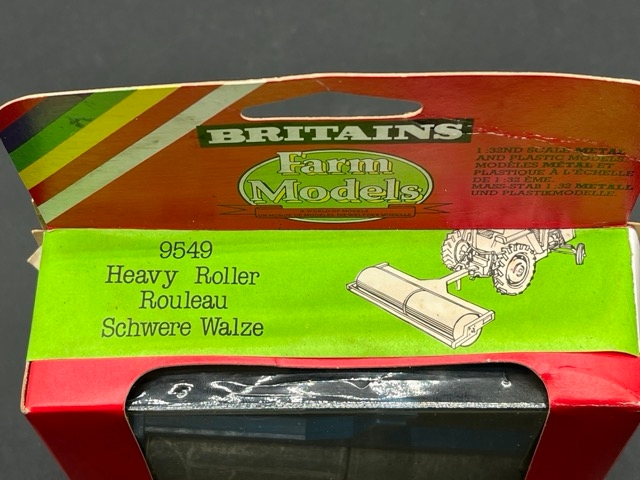 BRITAINS
Farm
Models
1:32ND SCALE METAL
AND PLASTIC MODELS
MODÈLES MÉTAL ET
PLASTIQUE À L'ÉCHELLE
DE 1:32 ÈME
MASS-STAB 1:32 METALL
UND PLASTIKMODELLE
9549
Heavy Roller
Rouleau
Schwere Walze